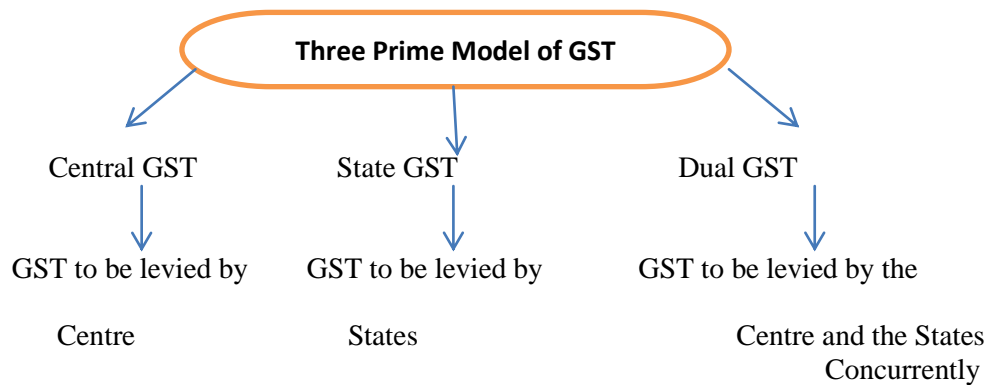 Three Prime Model of GST
Central GST
State GST
Dual GST
GST to be levied by
Centre
GST to be levied by
States
GST to be levied by the
Centre and the States
Concurrently